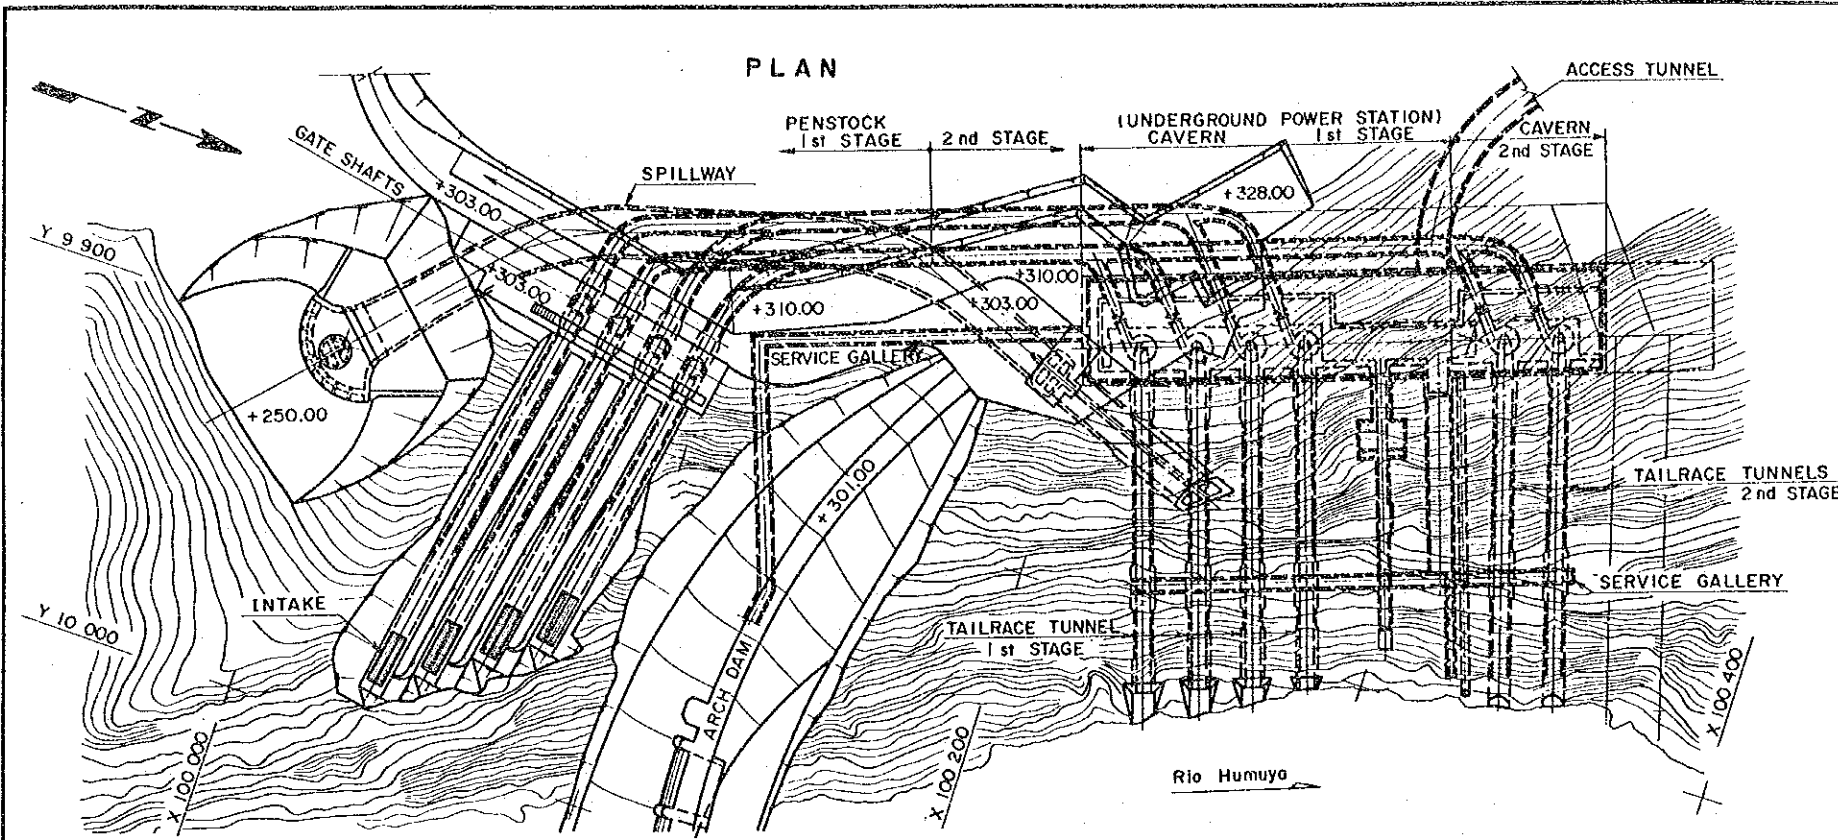 PLAN
ACCESS TUNNEL
N
PENSTOCK
1st STAGE
2nd STAGE
(UNDERGROUND POWER STATION)
CAVERN 1st STAGE
CAVERN
2nd STAGE
GATE SHAFTS
SPILLWAY
+303.00
+328.00
Y 9 900
+303.00
+310.00
+310.00
+303.00
SERVICE GALLERY
+250.00
+301.00
TAILRACE TUNNELS
2nd STAGE
SERVICE GALLERY
INTAKE
Y 10 000
TAILRACE TUNNEL
1st STAGE
ARCH DAM
X 100 000
X 100 200
X 100 400
Rio Humuya